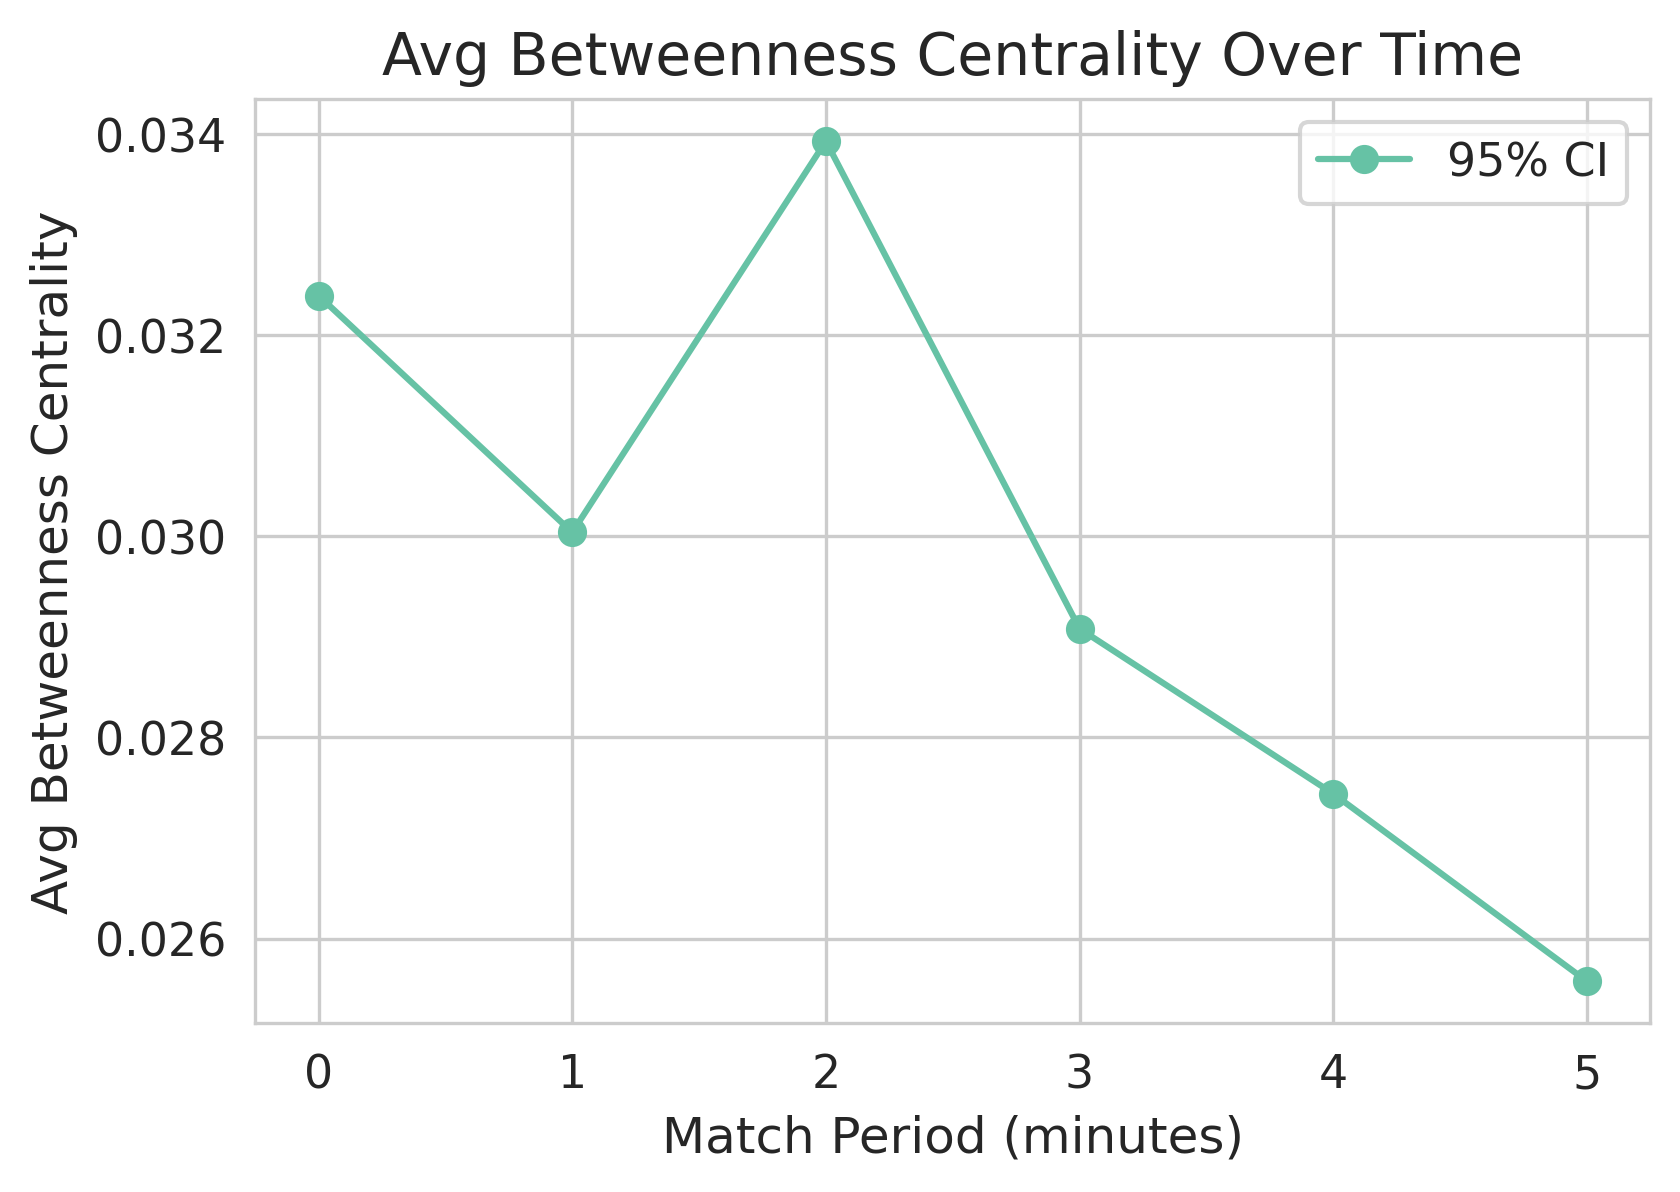 Avg Betweenness Centrality Over Time
Avg Betweenness Centrality
0.034
0.032
0.030
0.028
0.026
95% CI
0 1 2 3 4 5
Match Period (minutes)